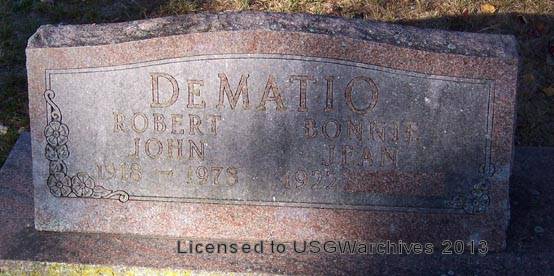 DEMATIO
ROBERT
JOHN
1918 - 1978
BONNIE
JEAN
Licensed to USGWarchives 2013